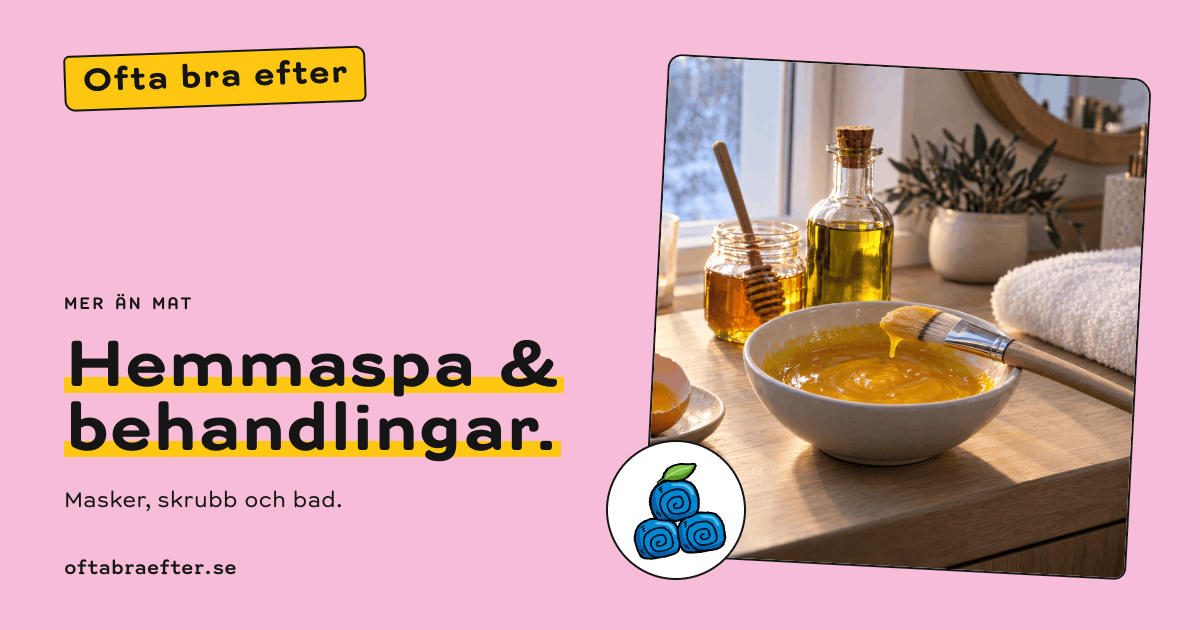 Ofta bra efter
MER ÄN MAT
Hemmaspa &
behandlingar.
Masker, skrubb och bad.
oftabraefter.se